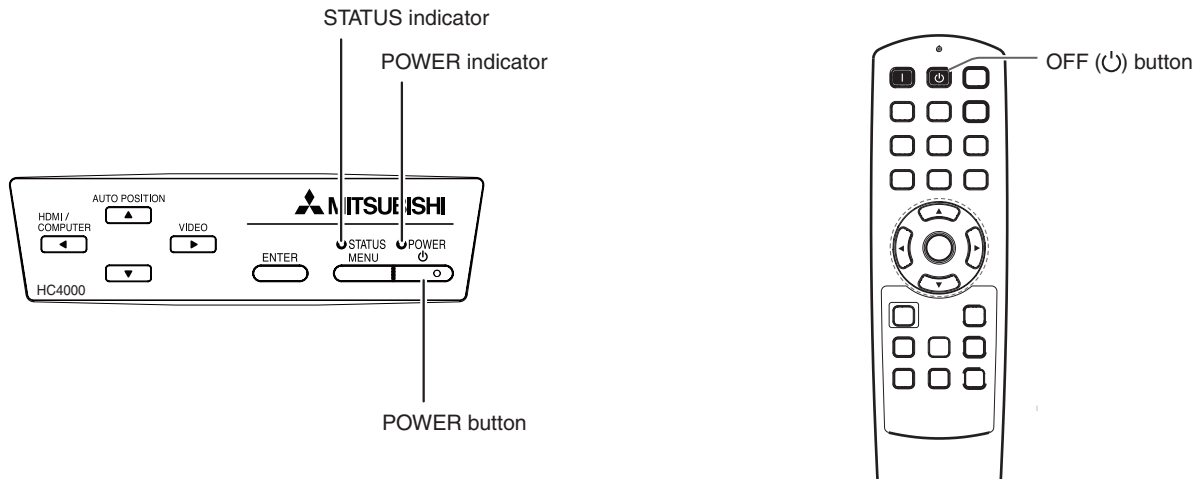 STATUS indicator
POWER indicator
OFF (⏻) button
MITSUBISHI
AUTO POSITION
HDMI /
COMPUTER
VIDEO
STATUS
POWER
ENTER
MENU
HC4000
POWER button